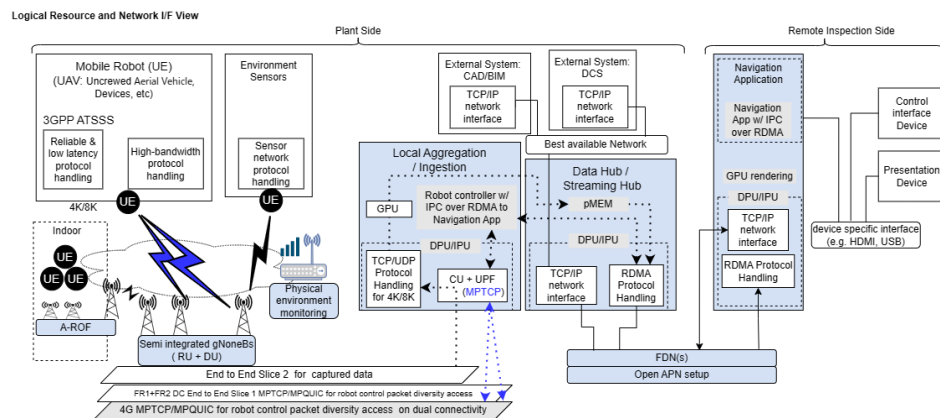 Logical Resource and Network I/F View
Plant Side
Remote Inspection Side
Mobile Robot (UE)
(UAV: Uncrewed Aerial Vehicle,
Devices, etc)
3GPP ATSSS
Reliable &
low latency
protocol
handling
High-bandwidth
protocol
handling
4K/8K
UE
Environment
Sensors
Sensor
network
protocol
handling
UE
Indoor
UE
UE
UE
A-ROF
Semi integrated gNoneBs
( RU + DU)
Physical
environment
monitoring
External System:
CAD/BIM
TCP/IP
network
interface
External System:
DCS
TCP/IP
network
interface
Best available Network
Local Aggregation
/ Ingestion
GPU
Robot controller w/
IPC over RDMA to
Navigation App
DPU/IPU
TCP/UDP
Protocol
Handling
for 4K/8K
CU + UPF
(MPTCP)
Data Hub /
Streaming Hub
pMEM
DPU/IPU
TCP/IP
network
interface
RDMA
Protocol
Handling
Navigation
Application
Navigation
App w/ IPC
over RDMA
GPU rendering
DPU/IPU
TCP/IP
network
interface
RDMA Protocol
Handling
Control
interface
Device
Presentation
Device
device specific interface
(e.g. HDMI, USB)
FDN(s)
Open APN setup
End to End Slice 2 for captured data
FR1+FR2 DC End to End Slice 1 MPTCP/MPQUIC for robot control packet diversity access
4G MPTCP/MPQUIC for robot control packet diversity access on dual connectivity